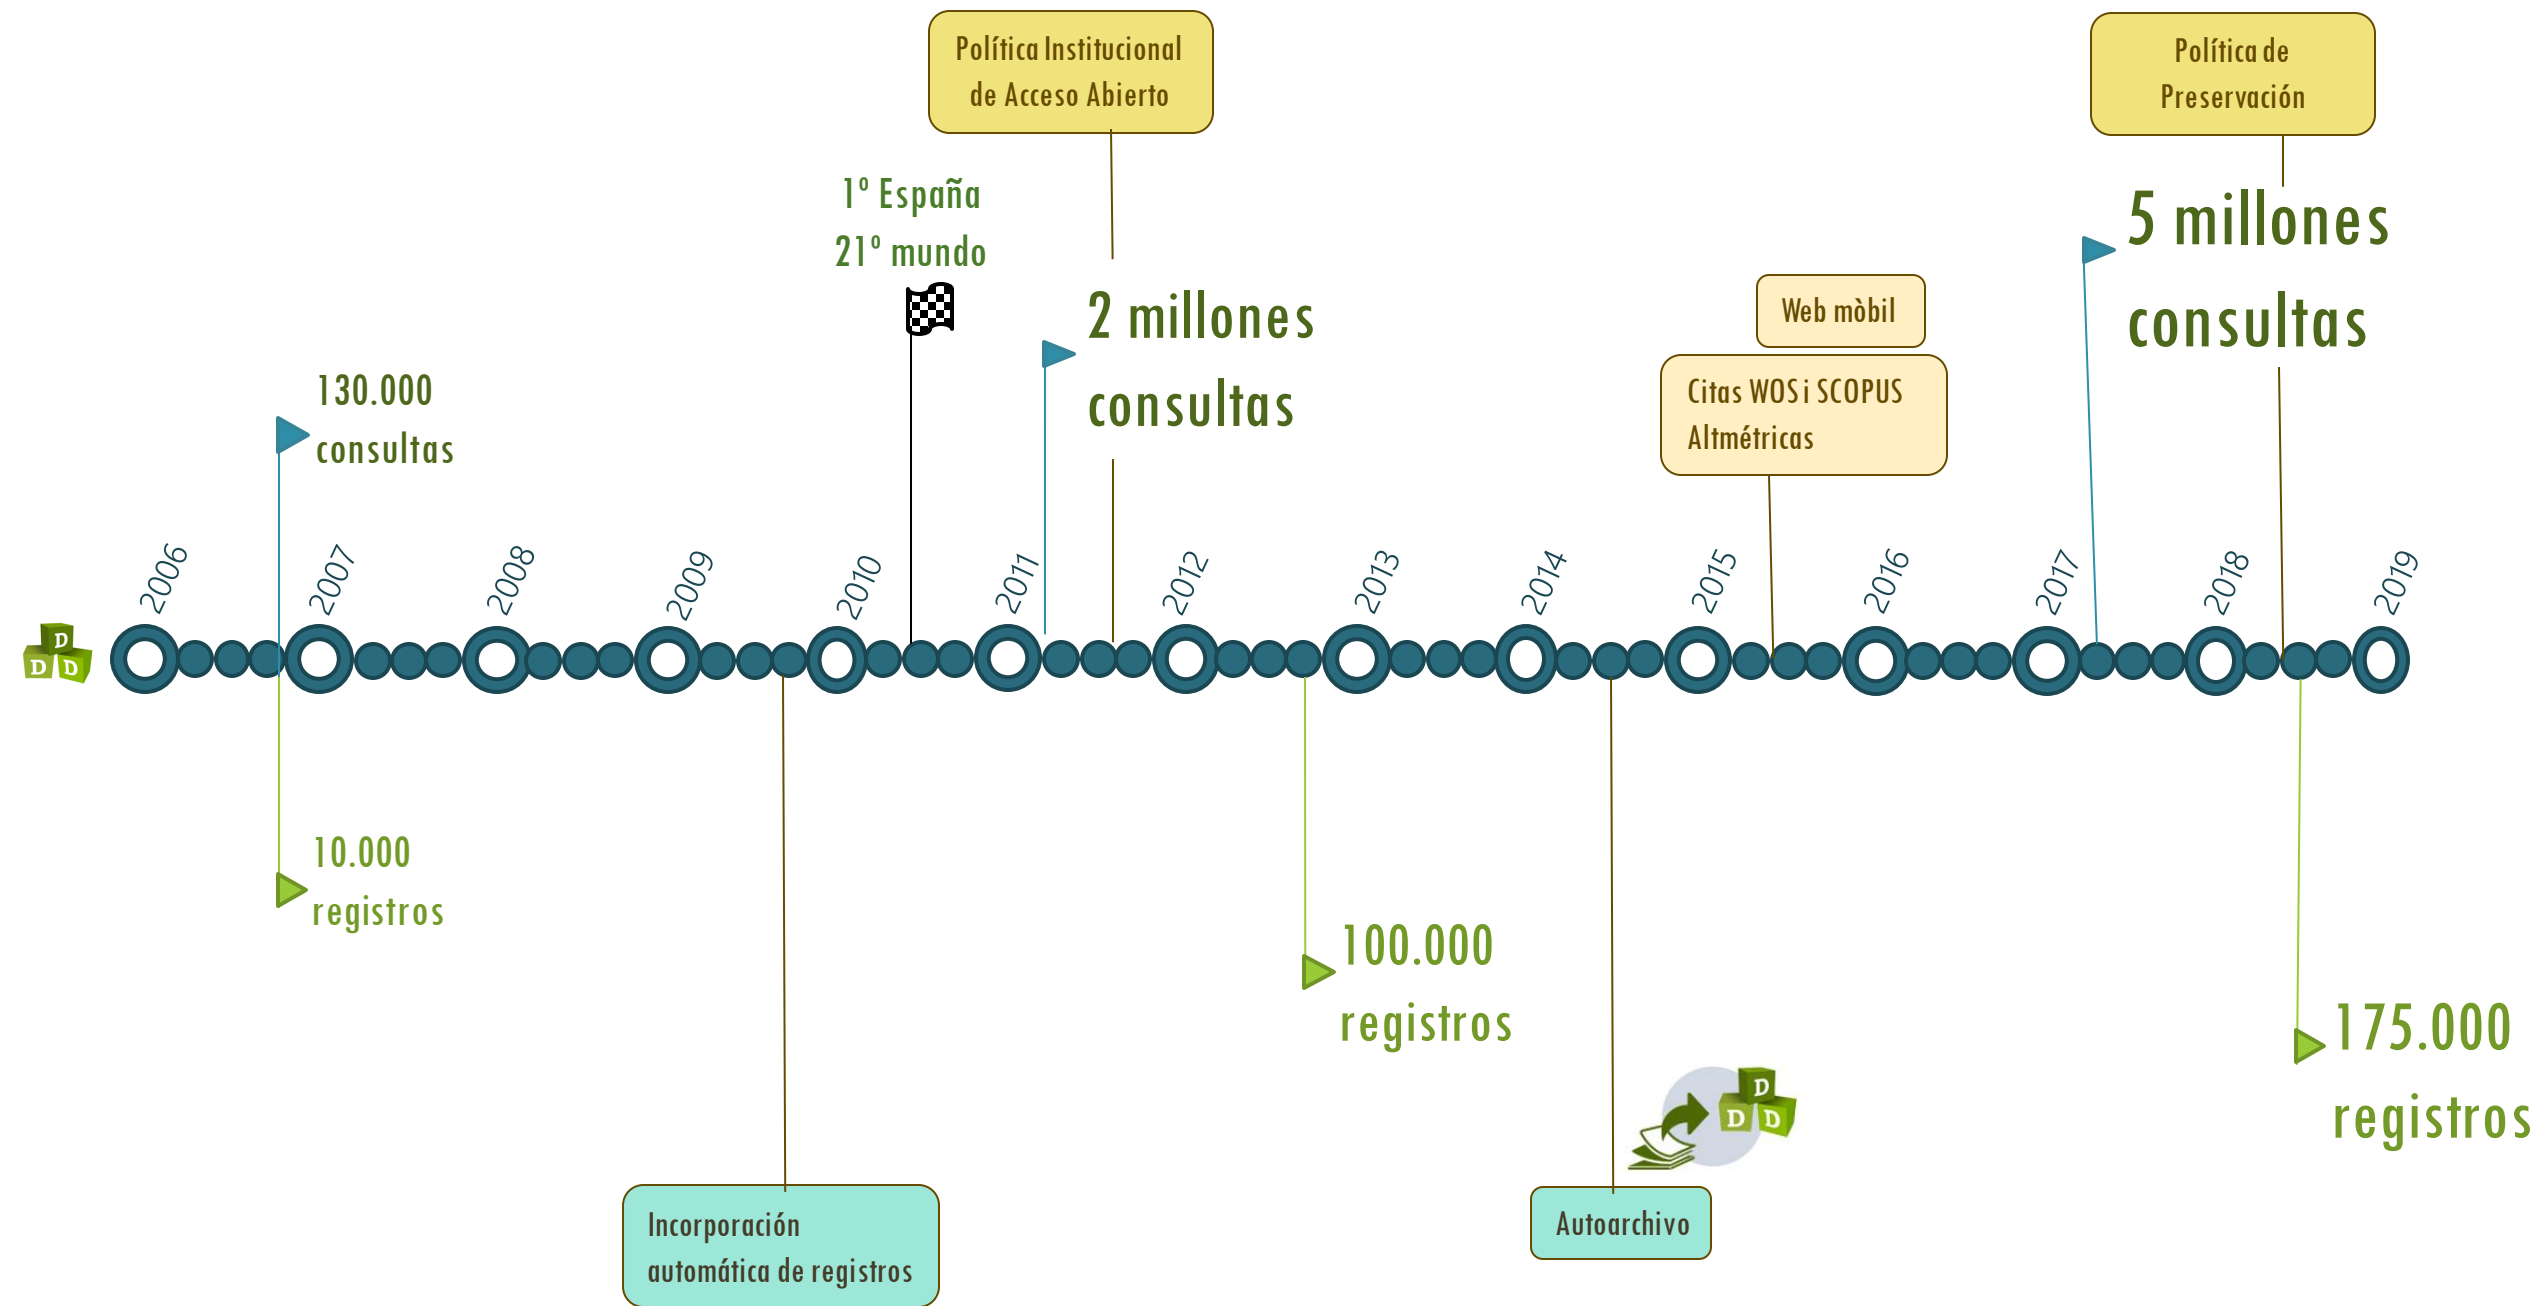 Política Institucional
de Acceso Abierto
Política de
Preservación
1º España
21º mundo
5 millones
consultas
2 millones
consultas
Web mòbil
Citas WOS i SCOPUS
Altmétricas
130.000
consultas
2006
2007
2008
2009
2010
2011
2012
2013
2014
2015
2016
2017
2018
2019
D
D D
10.000
registros
100.000
registros
175.000
registros
D
D D
Incorporación
automática de registros
Autoarchivo